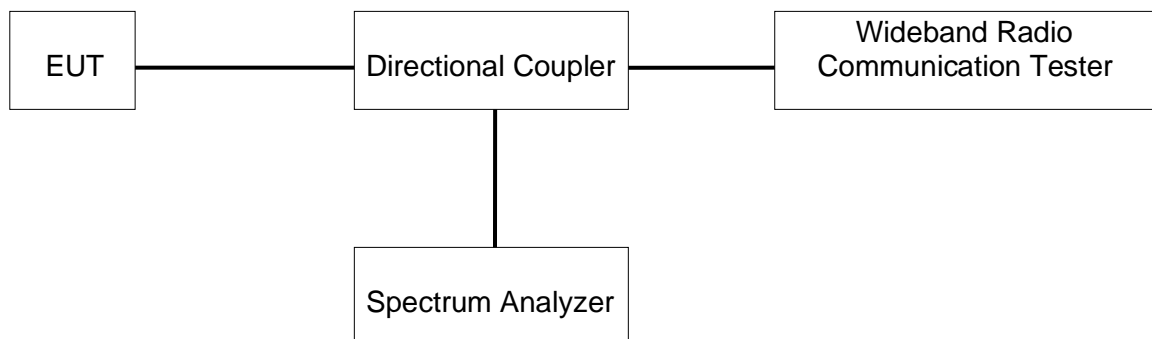 EUT
Directional Coupler
Wideband Radio
Communication Tester
Spectrum Analyzer